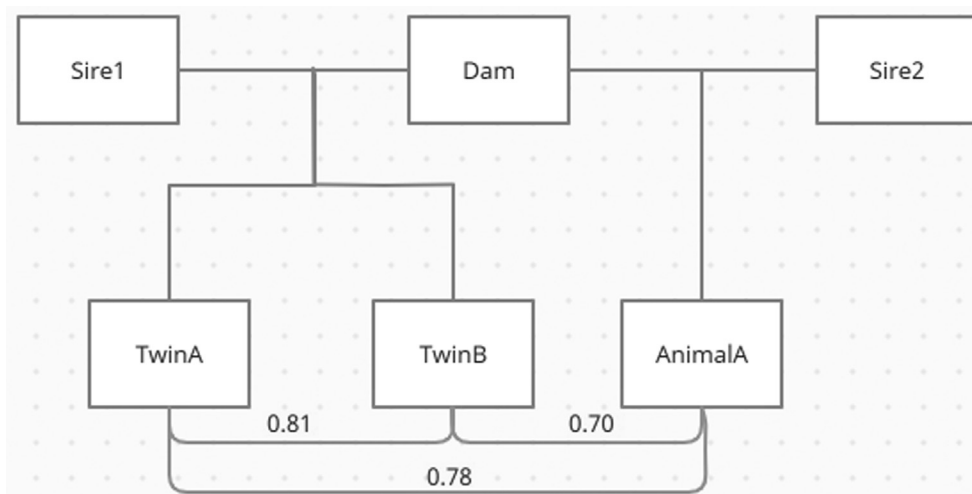 Sire1
Dam
Sire2
TwinA
TwinB
AnimalA
0.81
0.70
0.78